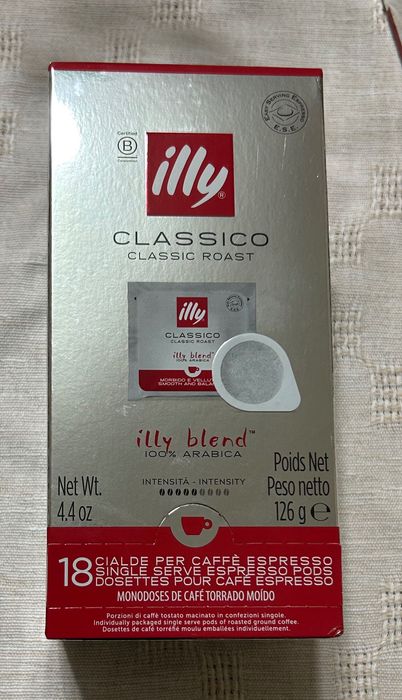 EASY SERVING ESPRESSO
E.S.E.
Certified
B
Corporation
illy®
CLASSICO
CLASSIC ROAST
illy
CLASSICO
CLASSIC ROAST
illy blend™
100% ARABICA
MORBIDO E VELLU
SMOOTH AND BALA
illy blend™
100% ARABICA
INTENSITÀ - INTENSITY
Net Wt.
4.4 oz
Poids Net
Peso netto
126 g ℮
18 CIALDE PER CAFFÈ ESPRESSO
SINGLE SERVE ESPRESSO PODS
DOSETTES POUR CAFÉ ESPRESSO
MONODOSES DE CAFÉ TORRADO MOÍDO
Porzioni di caffè tostato macinato in confezioni singole.
Individually packaged single serve pods of roasted ground coffee.
Dosettes de café torréfié moulu emballées individuellement.